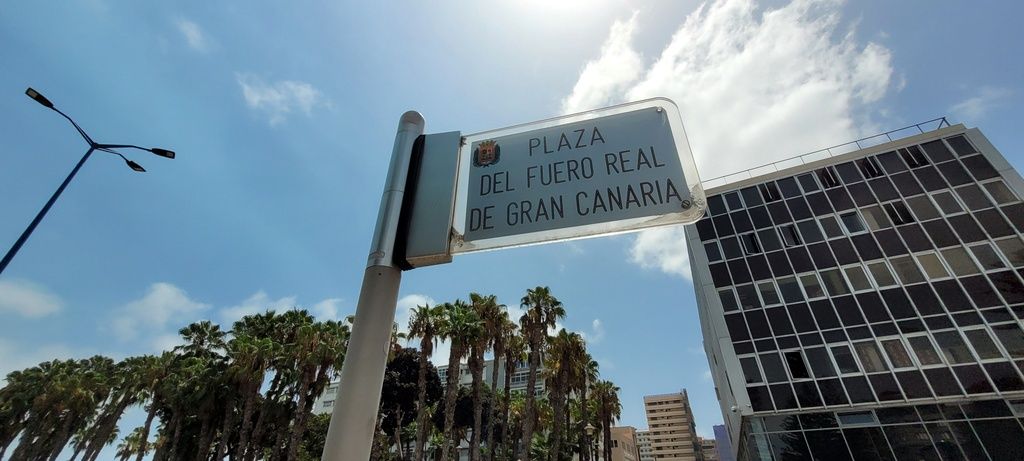 PLAZA
DEL FUERO REAL
DE GRAN CANARIA